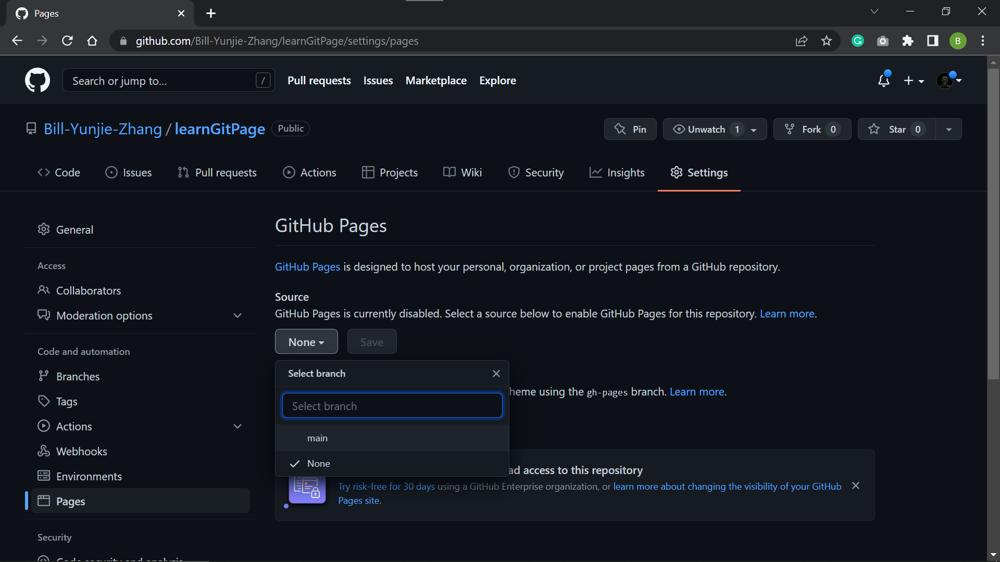 Pages
github.com/Bill-Yunjie-Zhang/learnGitPage/settings/pages
B
Search or jump to... /
Pull requests Issues Marketplace Explore
Bill-Yunjie-Zhang / learnGitPage Public
Pin Unwatch 1 Fork 0 Star 0
Code Issues Pull requests Actions Projects Wiki Security Insights Settings
General
Access
Collaborators
Moderation options
Code and automation
Branches
Tags
Actions
Webhooks
Environments
Pages
Security
GitHub Pages
GitHub Pages is designed to host your personal, organization, or project pages from a GitHub repository.
Source
GitHub Pages is currently disabled. Select a source below to enable GitHub Pages for this repository. Learn more.
None Save
Select branch
Select branch
main
None
using the gh-pages branch. Learn more.
access to this repository
Try risk-free for 30 days using a GitHub Enterprise organization, or learn more about changing the visibility of your GitHub
Pages site.